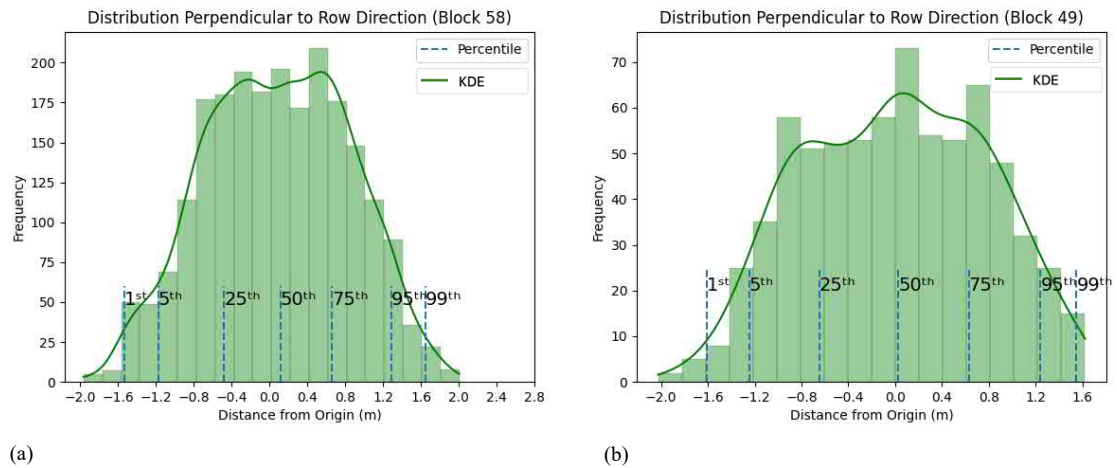 Distribution Perpendicular to Row Direction (Block 58)
Percentile
KDE
200
175
150
125
100
75
50
25
0
Frequency
1ˢᵗ 5ᵗʰ 25ᵗʰ 50ᵗʰ 75ᵗʰ 95ᵗʰ 99ᵗʰ
−2.0 −1.6 −1.2 −0.8 −0.4 0.0 0.4 0.8 1.2 1.6 2.0 2.4 2.8
Distance from Origin (m)
(a)
Distribution Perpendicular to Row Direction (Block 49)
Percentile
KDE
70
60
50
40
30
20
10
0
Frequency
1ˢᵗ 5ᵗʰ 25ᵗʰ 50ᵗʰ 75ᵗʰ 95ᵗʰ 99ᵗʰ
−2.0 −1.6 −1.2 −0.8 −0.4 0.0 0.4 0.8 1.2 1.6
Distance from Origin (m)
(b)